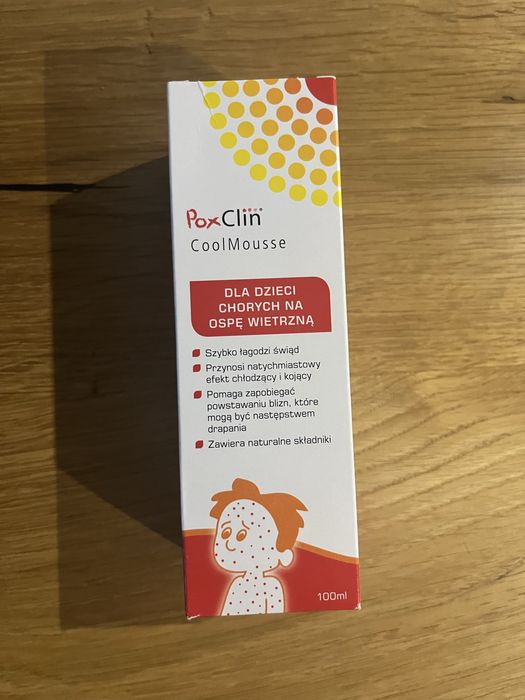 PoxClin
CoolMousse
DLA DZIECI
CHORYCH NA
OSPĘ WIETRZNĄ
Szybko łagodzi świąd
Przynosi natychmiastowy
efekt chłodzący i kojący
Pomaga zapobiegać
powstawaniu blizn, które
mogą być następstwem
drapania
Zawiera naturalne składniki
100ml